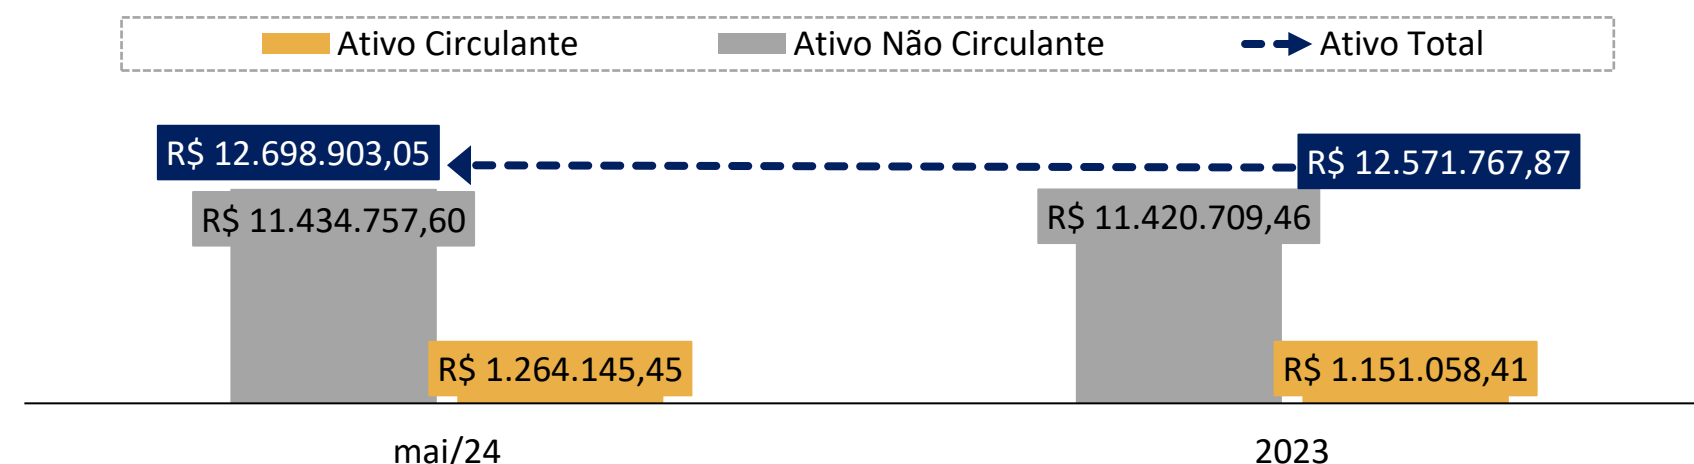 Ativo Circulante Ativo Não Circulante Ativo Total
R$ 12.698.903,05 R$ 12.571.767,87
R$ 11.434.757,60 R$ 11.420.709,46
R$ 1.264.145,45 R$ 1.151.058,41
mai/24 2023